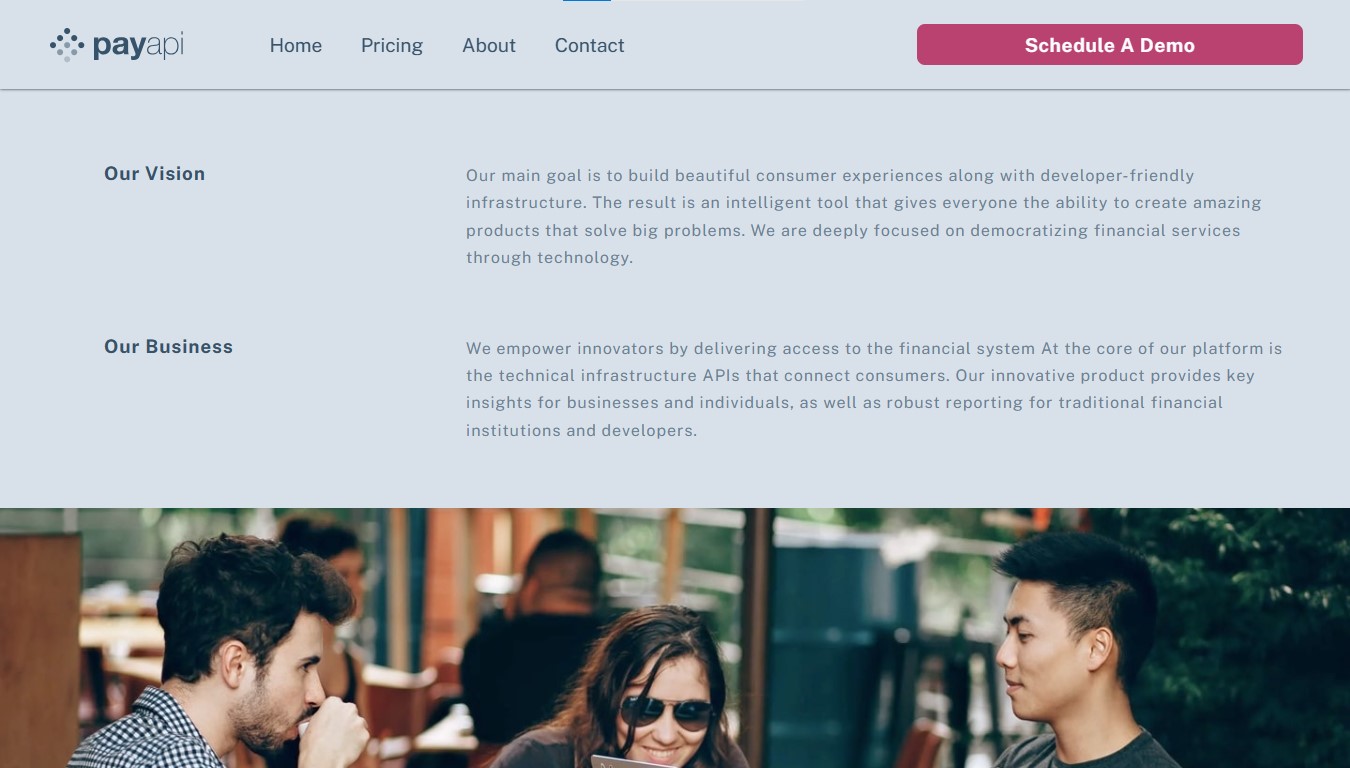 payapi
Home
Pricing
About
Contact
Schedule A Demo
Our Vision
Our main goal is to build beautiful consumer experiences along with developer-friendly
infrastructure. The result is an intelligent tool that gives everyone the ability to create amazing
products that solve big problems. We are deeply focused on democratizing financial services
through technology.
Our Business
We empower innovators by delivering access to the financial system At the core of our platform is
the technical infrastructure APIs that connect consumers. Our innovative product provides key
insights for businesses and individuals, as well as robust reporting for traditional financial
institutions and developers.